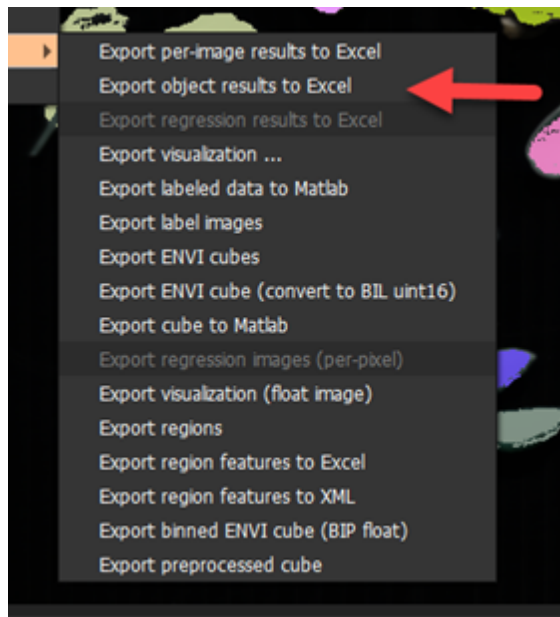 Export per-image results to Excel
Export object results to Excel
Export regression results to Excel
Export visualization ...
Export labeled data to Matlab
Export label images
Export ENVI cubes
Export ENVI cube (convert to BIL uint16)
Export cube to Matlab
Export regression images (per-pixel)
Export visualization (float image)
Export regions
Export region features to Excel
Export region features to XML
Export binned ENVI cube (BIP float)
Export preprocessed cube